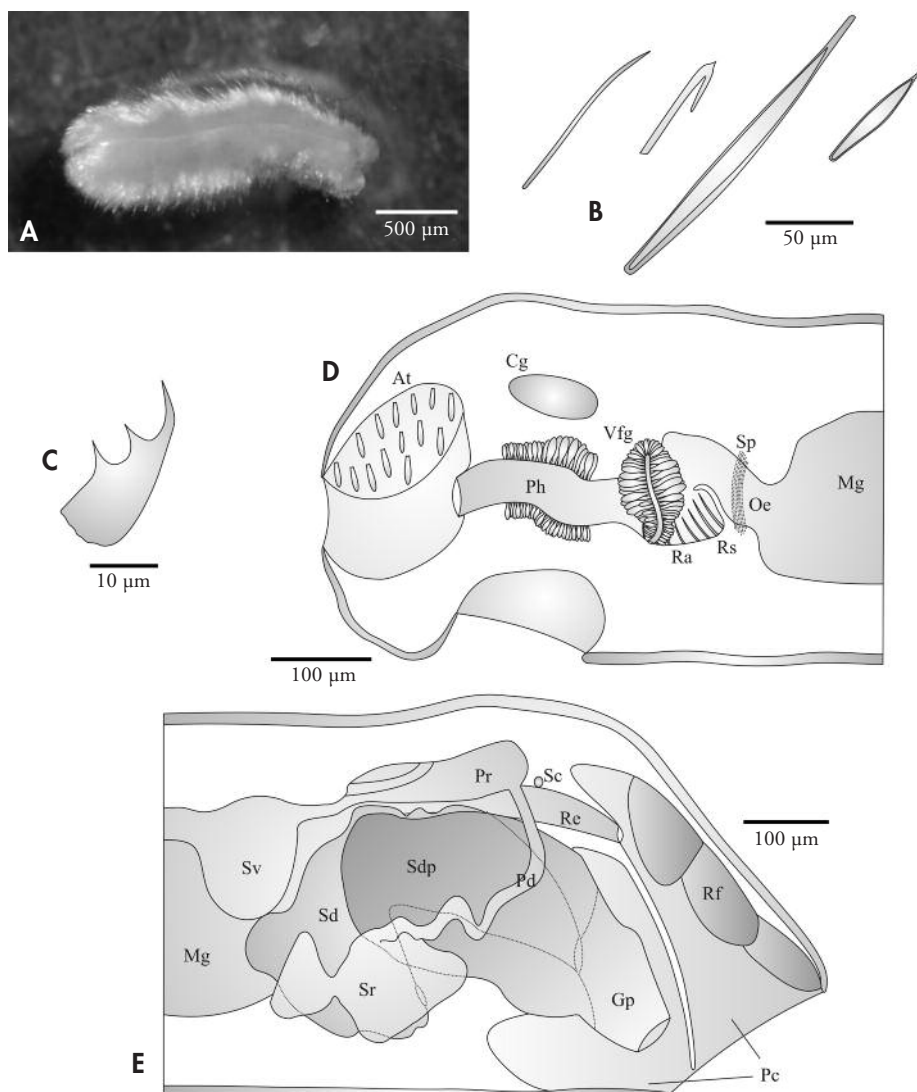 A
500 µm
B
50 µm
C
10 µm
D
At
Cg
Vfg
Ph
Sp
Oe
Mg
Ra
Rs
100 µm
Pr
Sc
Re
100 µm
Sv
Sdp
Pd
Rf
Sd
Mg
Sr
Gp
E
Pc